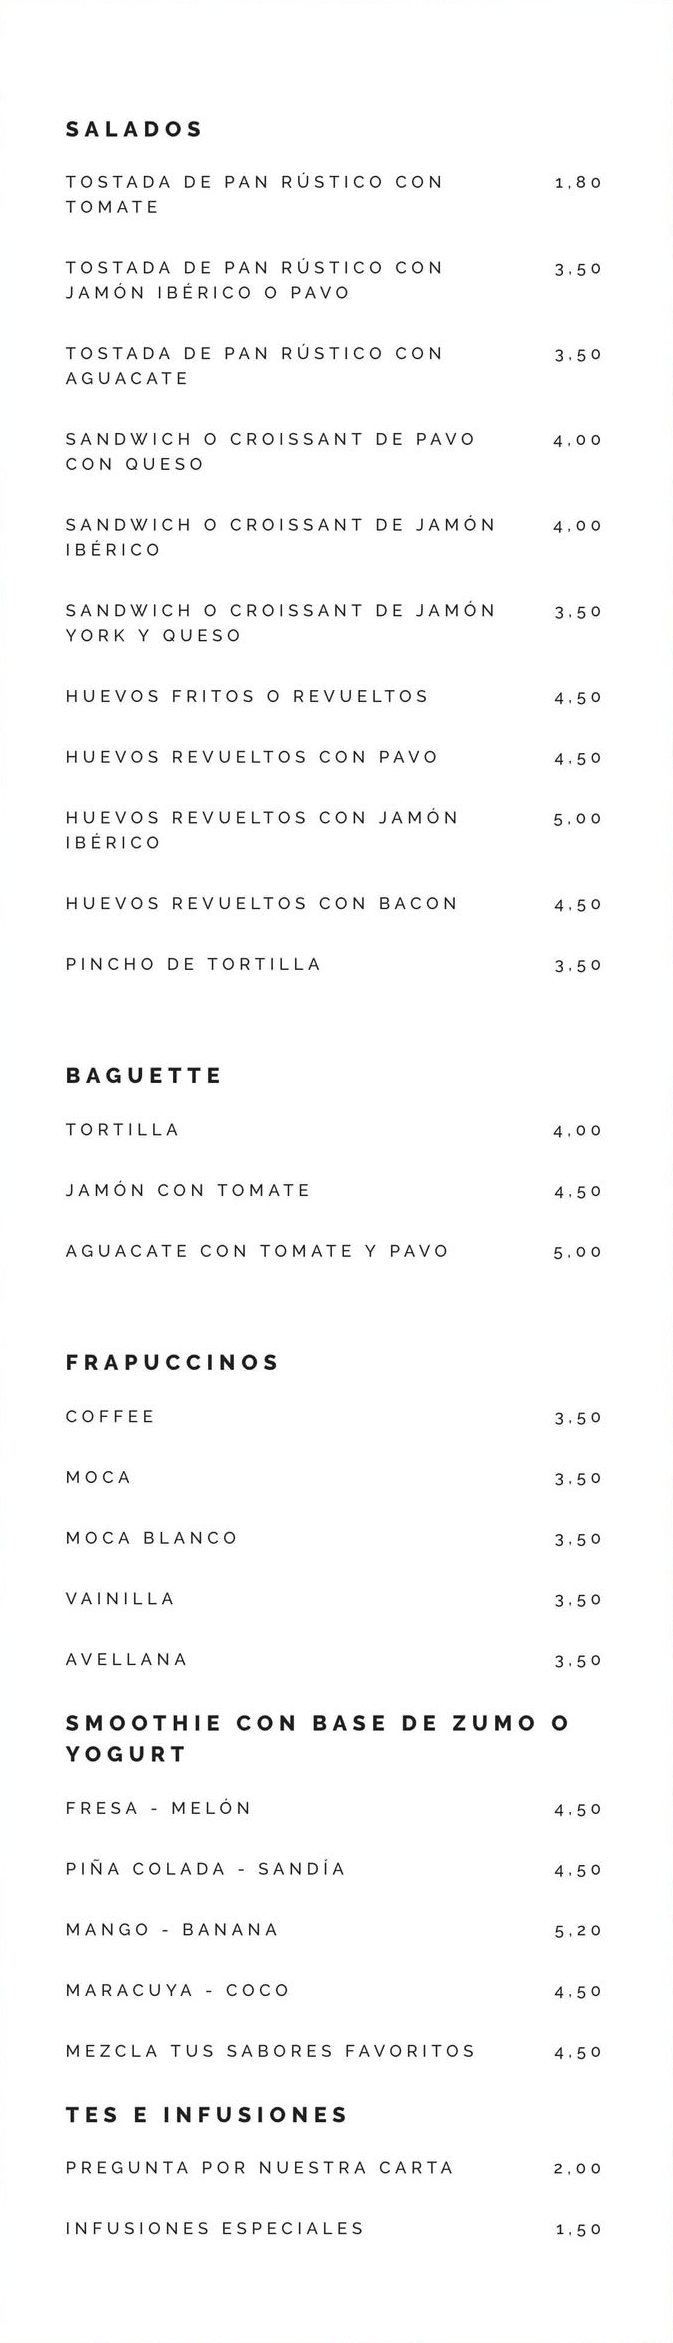 SALADOS
TOSTADA DE PAN RÚSTICO CON 1,80
TOMATE
TOSTADA DE PAN RÚSTICO CON 3,50
JAMÓN IBÉRICO O PAVO
TOSTADA DE PAN RÚSTICO CON 3,50
AGUACATE
SANDWICH O CROISSANT DE PAVO 4,00
CON QUESO
SANDWICH O CROISSANT DE JAMÓN 4,00
IBÉRICO
SANDWICH O CROISSANT DE JAMÓN 3,50
YORK Y QUESO
HUEVOS FRITOS O REVUELTOS 4,50
HUEVOS REVUELTOS CON PAVO 4,50
HUEVOS REVUELTOS CON JAMÓN 5,00
IBÉRICO
HUEVOS REVUELTOS CON BACON 4,50
PINCHO DE TORTILLA 3,50
BAGUETTE
TORTILLA 4,00
JAMÓN CON TOMATE 4,50
AGUACATE CON TOMATE Y PAVO 5,00
FRAPUCCINOS
COFFEE 3,50
MOCA 3,50
MOCA BLANCO 3,50
VAINILLA 3,50
AVELLANA 3,50
SMOOTHIE CON BASE DE ZUMO O
YOGURT
FRESA - MELÓN 4,50
PIÑA COLADA - SANDÍA 4,50
MANGO - BANANA 5,20
MARACUYA - COCO 4,50
MEZCLA TUS SABORES FAVORITOS 4,50
TES E INFUSIONES
PREGUNTA POR NUESTRA CARTA 2,00
INFUSIONES ESPECIALES 1,50